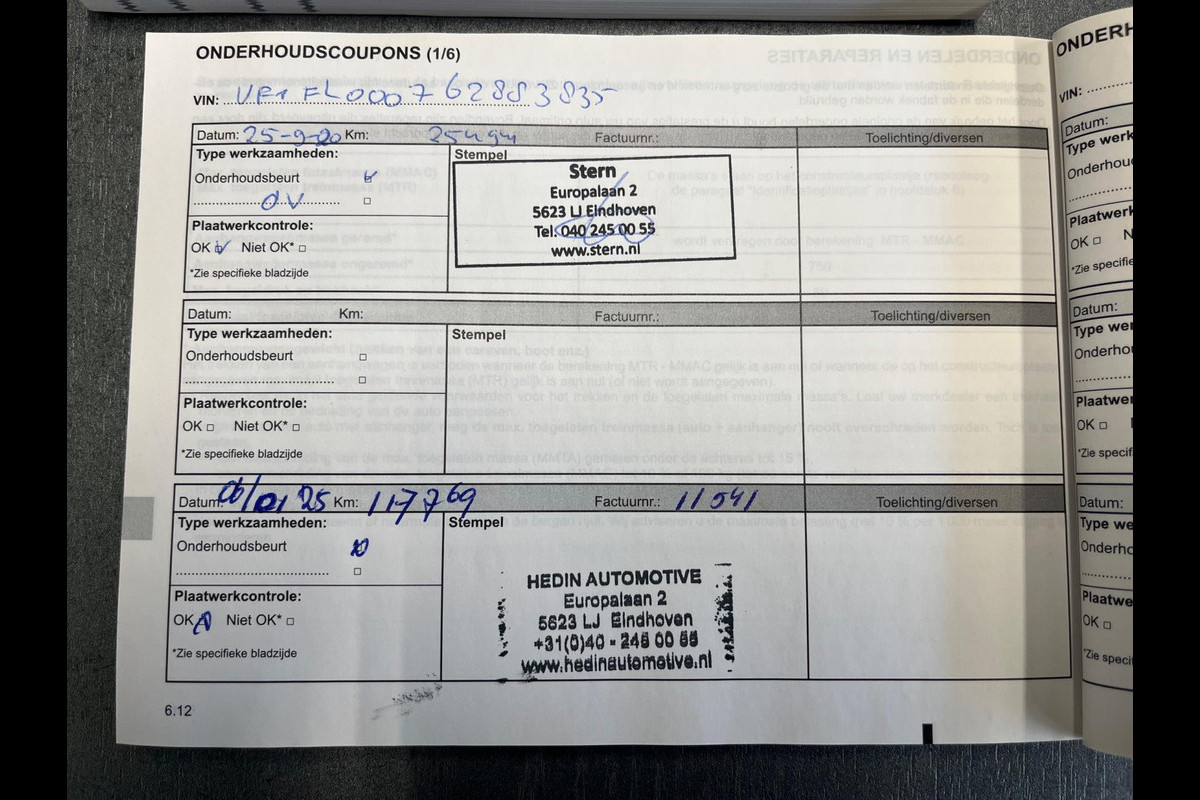 ONDERHOUDSCOUPONS (1/6)
VIN: VF1FL000762883835
Datum: 25-9-20 Km: Factuurnr.: Toelichting/diversen
Type werkzaamheden: Stempel
Onderhoudsbeurt
OV
Plaatwerkcontrole:
OK Niet OK*
*Zie specifieke bladzijde
Stern
Europalaan 2
5623 LJ Eindhoven
Tel: 040 245 00 55
www.stern.nl
Datum: Km: Factuurnr.: Toelichting/diversen
Type werkzaamheden: Stempel
Onderhoudsbeurt
Plaatwerkcontrole:
OK Niet OK*
*Zie specifieke bladzijde
Datum: 25 Km: 117769 Factuurnr.: 11541 Toelichting/diversen
Type werkzaamheden: Stempel
Onderhoudsbeurt
Plaatwerkcontrole:
OK Niet OK*
*Zie specifieke bladzijde
HEDIN AUTOMOTIVE
Europalaan 2
5623 LJ Eindhoven
+31(0)40 - 245 00 55
www.hedinautomotive.nl
6.12
ONDERH
VIN:
Datum:
Type werk
Onderhou
Plaatwerk
OK N
*Zie specifie
Datum:
Type wer
Onderho
Plaatwer
OK
*Zie specif
Datum:
Type we
Onderho
Plaatwe
OK
*Zie speci